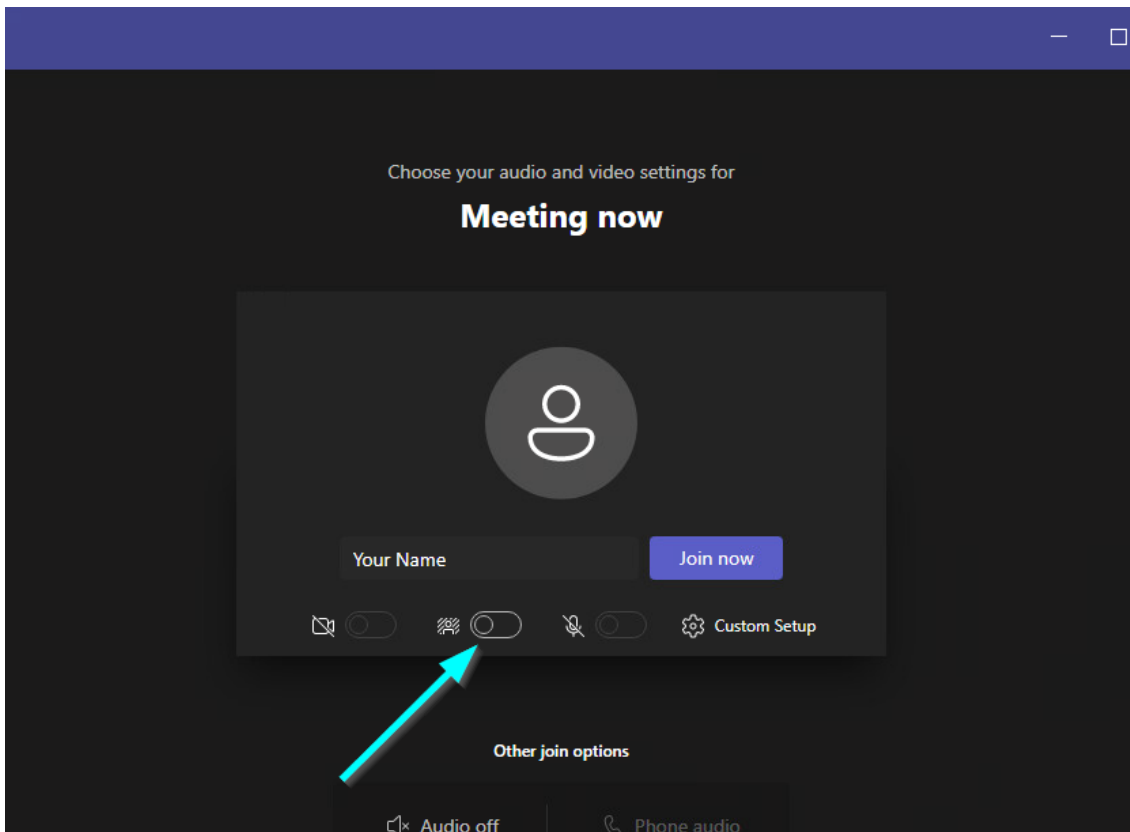 Choose your audio and video settings for
Meeting now
Your Name
Join now
Custom Setup
Other join options
Audio off
Phone audio